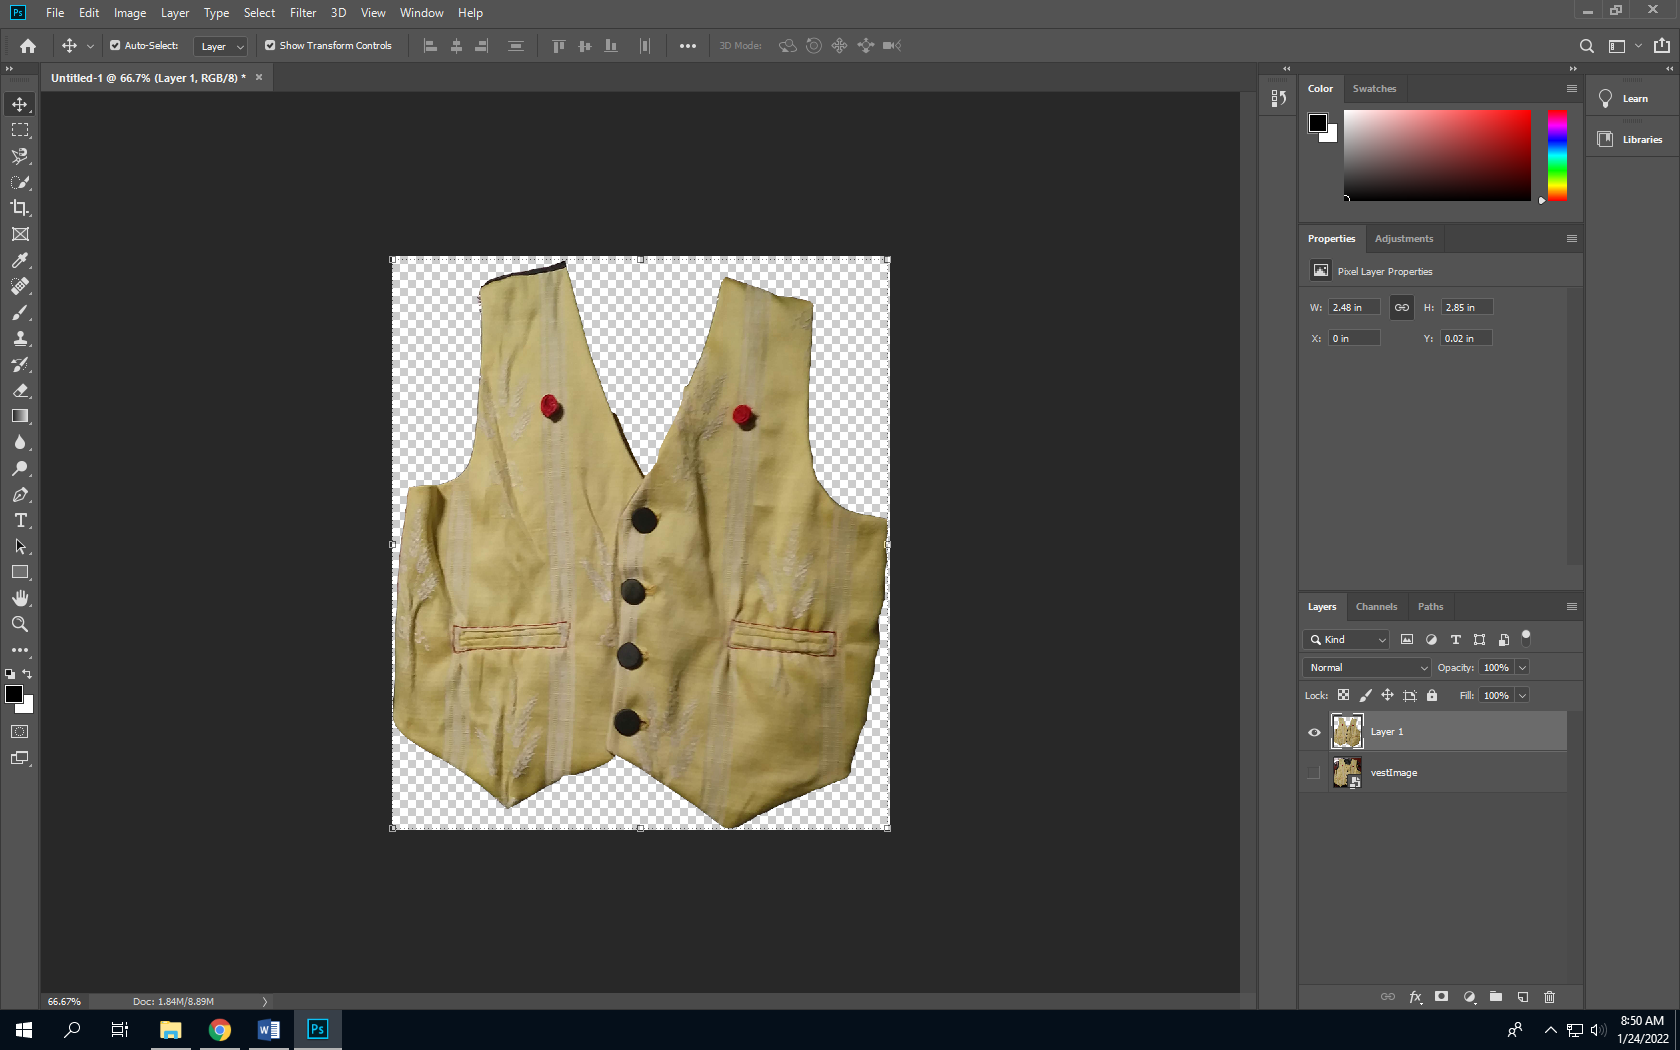 Ps File Edit Image Layer Type Select Filter 3D View Window Help
Auto-Select: Layer Show Transform Controls 3D Mode:
Untitled-1 @ 66.7% (Layer 1, RGB/8) *
Color Swatches
Learn
Libraries
Properties Adjustments
Pixel Layer Properties
W: 2.48 in H: 2.85 in
X: 0 in Y: 0.02 in
Layers Channels Paths
Kind
Normal Opacity: 100%
Lock: Fill: 100%
Layer 1
vestImage
66.67% Doc: 1.84M/8.89M
fx
Ps
8:50 AM
1/24/2022